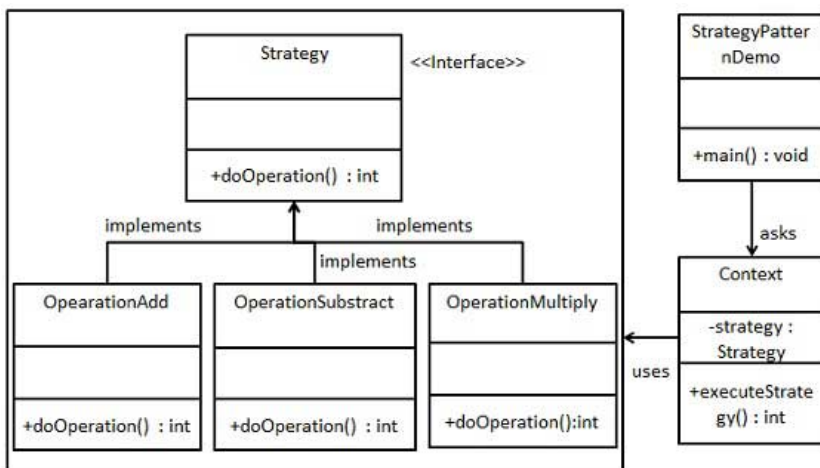 Strategy
<<Interface>>
+doOperation() : int
implements
implements
implements
OpearationAdd
+doOperation() : int
OperationSubstract
+doOperation() : int
OperationMultiply
+doOperation():int
StrategyPatter
nDemo
+main() : void
asks
Context
-strategy :
Strategy
+executeStrate
gy() : int
uses